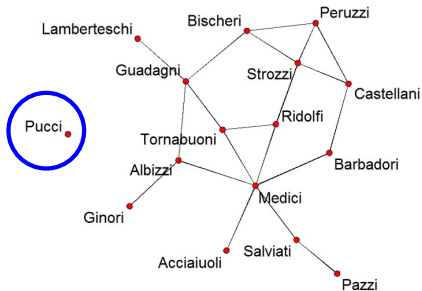 Peruzzi
Bischeri
Lamberteschi
Guadagni
Strozzi
Castellani
Pucci
Ridolfi
Tornabuoni
Albizzi
Barbadori
Medici
Ginori
Acciaiuoli
Salviati
Pazzi